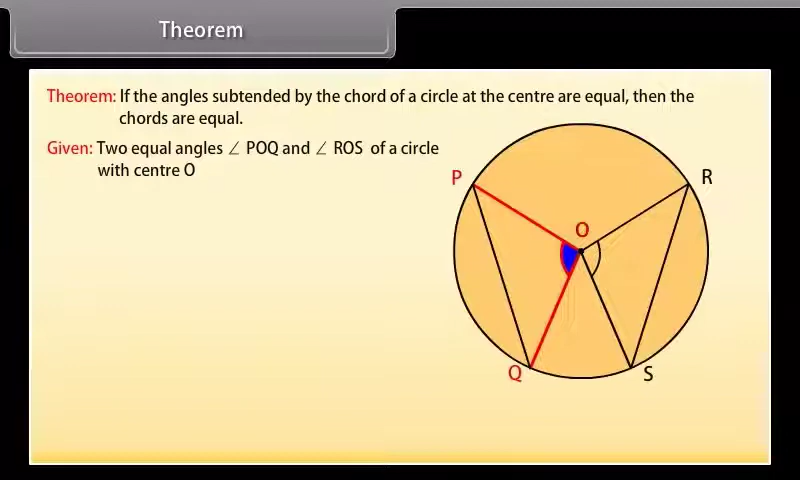 Theorem
Theorem: If the angles subtended by the chord of a circle at the centre are equal, then the
chords are equal.
Given: Two equal angles ∠ POQ and ∠ ROS of a circle
with centre O
P
R
O
Q
S